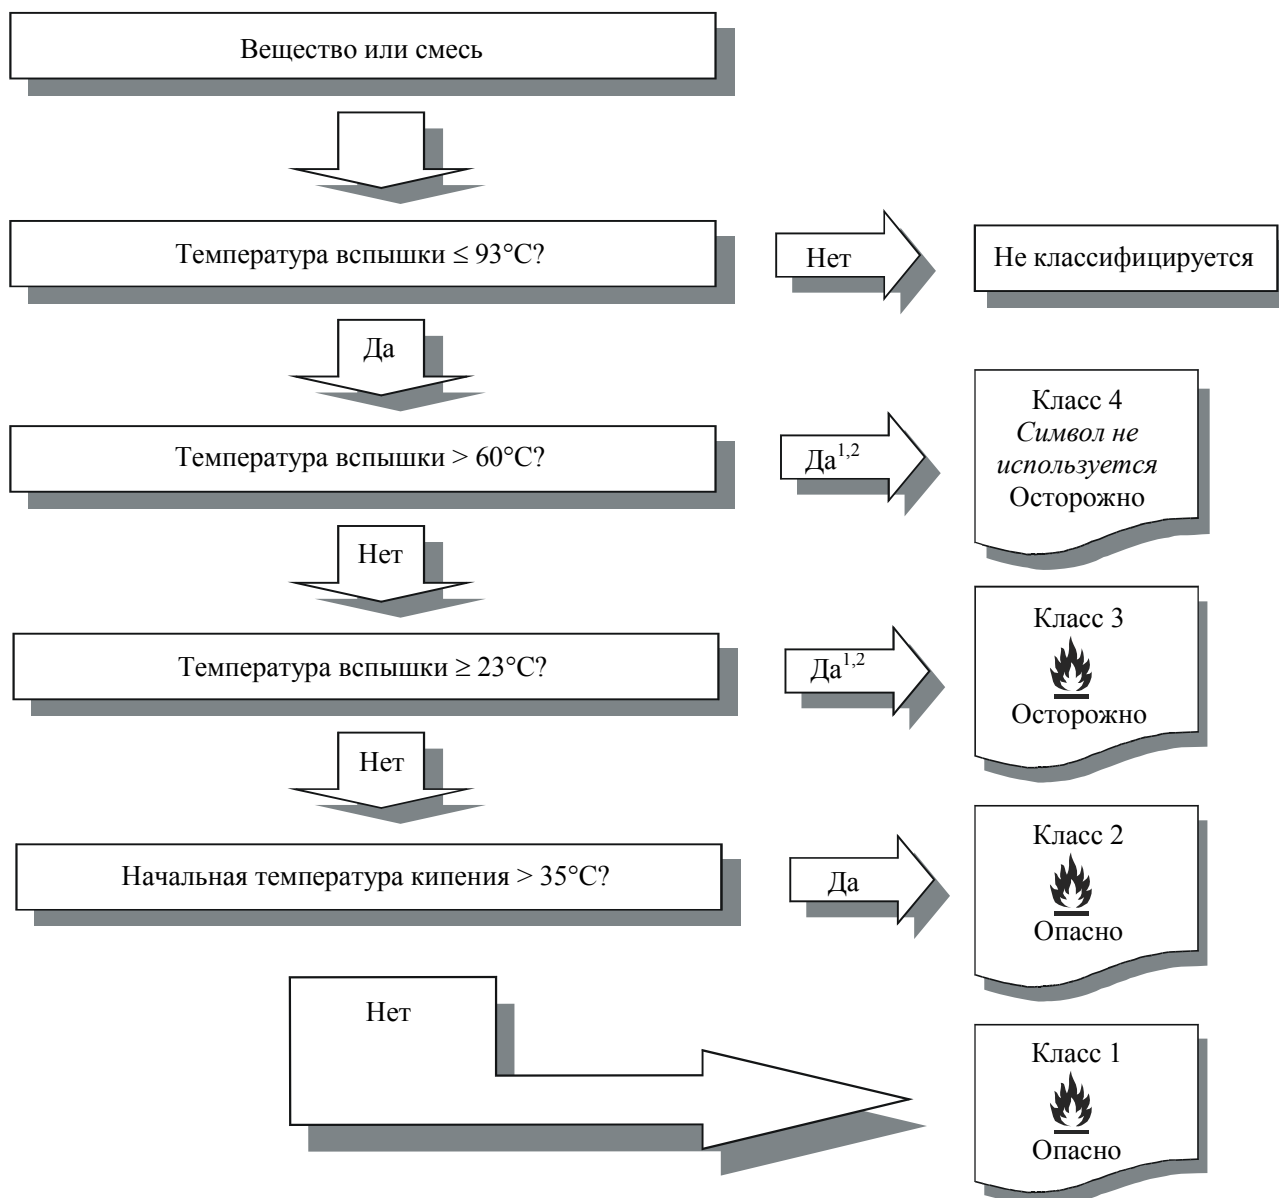 Вещество или смесь
Температура вспышки ≤ 93°C?
Нет
Не классифицируется
Да
Температура вспышки > 60°C?
Да1,2
Класс 4
Символ не
используется
Осторожно
Нет
Температура вспышки ≥ 23°C?
Да1,2
Класс 3
Осторожно
Нет
Начальная температура кипения > 35°C?
Да
Класс 2
Опасно
Нет
Класс 1
Опасно